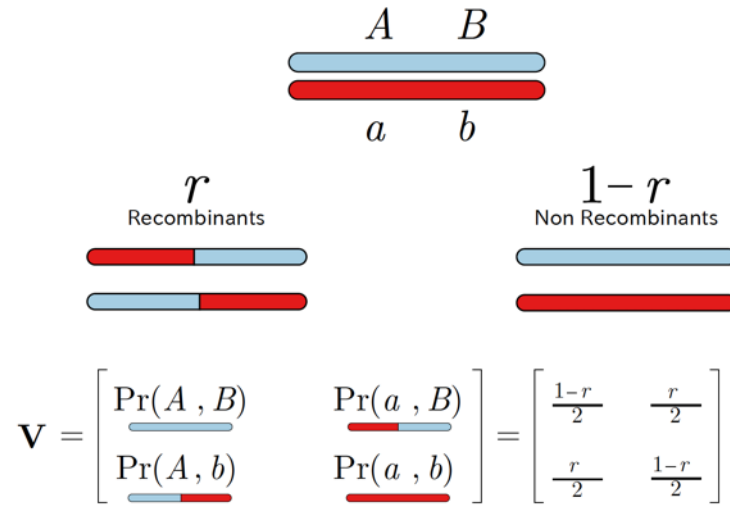 A B
a b
r 1 − r
Recombinants Non Recombinants
V = [ Pr(A , B) Pr(a , B) ] = [ 1−r/2 r/2 ]
[ Pr(A , b) Pr(a , b) ] [ r/2 1−r/2 ]